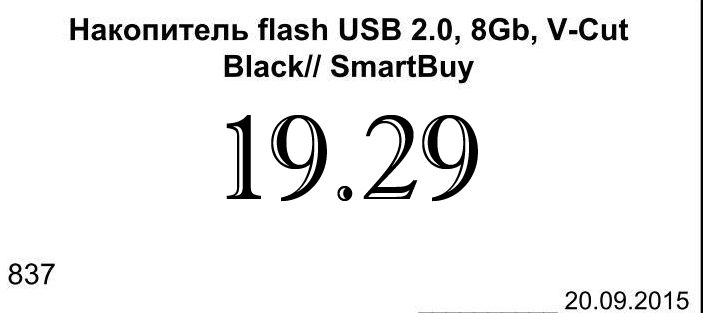 Накопитель flash USB 2.0, 8Gb, V-Cut
Black// SmartBuy
19.29
837
__________ 20.09.2015